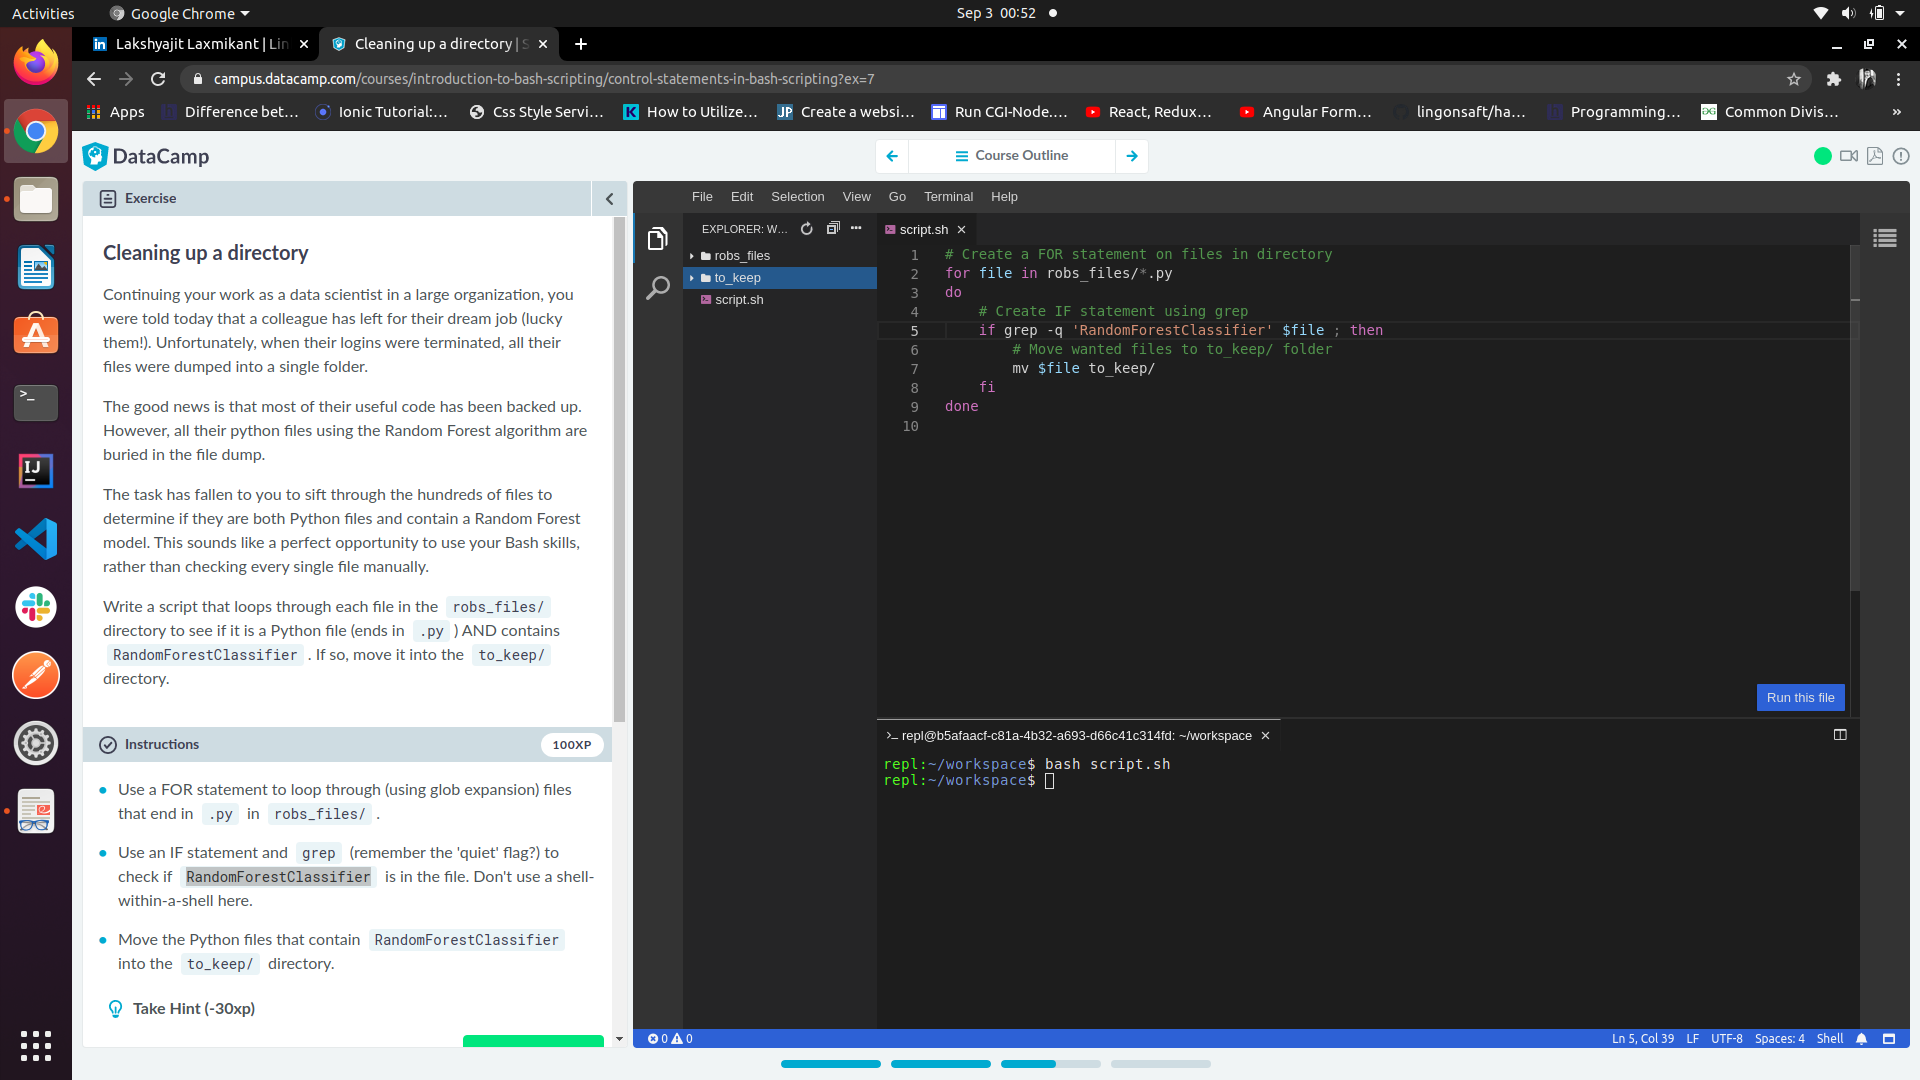 Activities
Google Chrome
Sep 3 00:52
Lakshyajit Laxmikant | Lin
Cleaning up a directory | S
campus.datacamp.com/courses/introduction-to-bash-scripting/control-statements-in-bash-scripting?ex=7
Apps
Difference bet…
Ionic Tutorial:…
Css Style Servi…
How to Utilize…
Create a websi…
Run CGI-Node.…
React, Redux…
Angular Form…
lingonsaft/ha…
Programming…
Common Divis…
»
DataCamp
Course Outline
Exercise
Cleaning up a directory
Continuing your work as a data scientist in a large organization, you
were told today that a colleague has left for their dream job (lucky
them!). Unfortunately, when their logins were terminated, all their
files were dumped into a single folder.
The good news is that most of their useful code has been backed up.
However, all their python files using the Random Forest algorithm are
buried in the file dump.
The task has fallen to you to sift through the hundreds of files to
determine if they are both Python files and contain a Random Forest
model. This sounds like a perfect opportunity to use your Bash skills,
rather than checking every single file manually.
Write a script that loops through each file in the robs_files/
directory to see if it is a Python file (ends in .py ) AND contains
RandomForestClassifier . If so, move it into the to_keep/
directory.
Instructions
100XP
Use a FOR statement to loop through (using glob expansion) files
that end in .py in robs_files/ .
Use an IF statement and grep (remember the 'quiet' flag?) to
check if RandomForestClassifier is in the file. Don't use a shell-
within-a-shell here.
Move the Python files that contain RandomForestClassifier
into the to_keep/ directory.
Take Hint (-30xp)
File Edit Selection View Go Terminal Help
EXPLORER: W…
robs_files
to_keep
script.sh
script.sh
1 # Create a FOR statement on files in directory
2 for file in robs_files/*.py
3 do
4 # Create IF statement using grep
5 if grep -q 'RandomForestClassifier' $file ; then
6 # Move wanted files to to_keep/ folder
7 mv $file to_keep/
8 fi
9 done
10
Run this file
repl@b5afaacf-c81a-4b32-a693-d66c41c314fd: ~/workspace
repl:~/workspace$ bash script.sh
repl:~/workspace$
0 0
Ln 5, Col 39 LF UTF-8 Spaces: 4 Shell